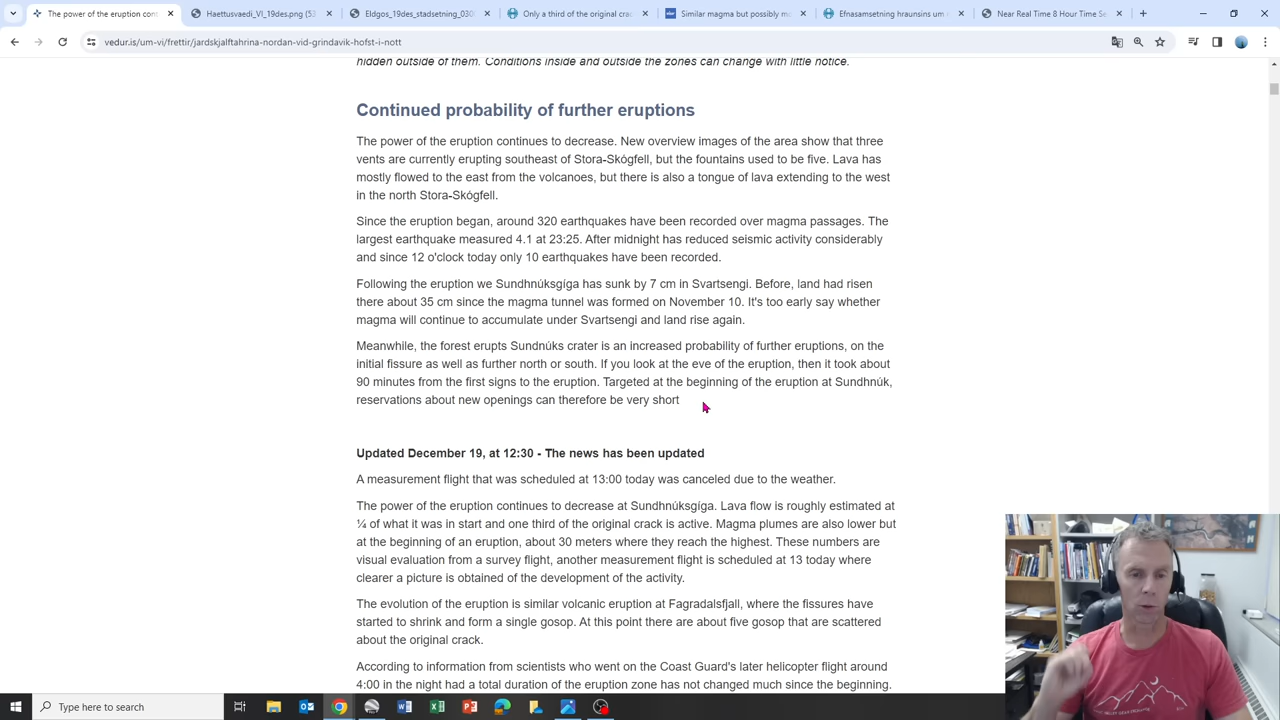 The power of the eruption cont
Haettusvaedi_VI_19des.png (53
Eldgos_19des_stadsetning_030
Only a third of the original crac
Similar magma but possibly mo
Efnasamsetning hraunsins um m
Near Real Time 8 Hour Time Se
vedur.is/um-vi/frettir/jardskjalftahrina-nordan-vid-grindavik-hofst-i-nott
hidden outside of them. Conditions inside and outside the zones can change with little notice.
Continued probability of further eruptions
The power of the eruption continues to decrease. New overview images of the area show that three
vents are currently erupting southeast of Stora-Skógfell, but the fountains used to be five. Lava has
mostly flowed to the east from the volcanoes, but there is also a tongue of lava extending to the west
in the north Stora-Skógfell.
Since the eruption began, around 320 earthquakes have been recorded over magma passages. The
largest earthquake measured 4.1 at 23:25. After midnight has reduced seismic activity considerably
and since 12 o'clock today only 10 earthquakes have been recorded.
Following the eruption we Sundhnúksgíga has sunk by 7 cm in Svartsengi. Before, land had risen
there about 35 cm since the magma tunnel was formed on November 10. It's too early say whether
magma will continue to accumulate under Svartsengi and land rise again.
Meanwhile, the forest erupts Sundnúks crater is an increased probability of further eruptions, on the
initial fissure as well as further north or south. If you look at the eve of the eruption, then it took about
90 minutes from the first signs to the eruption. Targeted at the beginning of the eruption at Sundhnúk,
reservations about new openings can therefore be very short
Updated December 19, at 12:30 - The news has been updated
A measurement flight that was scheduled at 13:00 today was canceled due to the weather.
The power of the eruption continues to decrease at Sundhnúksgíga. Lava flow is roughly estimated at
¼ of what it was in start and one third of the original crack is active. Magma plumes are also lower but
at the beginning of an eruption, about 30 meters where they reach the highest. These numbers are
visual evaluation from a survey flight, another measurement flight is scheduled at 13 today where
clearer a picture is obtained of the development of the activity.
The evolution of the eruption is similar volcanic eruption at Fagradalsfjall, where the fissures have
started to shrink and form a single gosop. At this point there are about five gosop that are scattered
about the original crack.
According to information from scientists who went on the Coast Guard's later helicopter flight around
4:00 in the night had a total duration of the eruption zone has not changed much since the beginning.
Type here to search